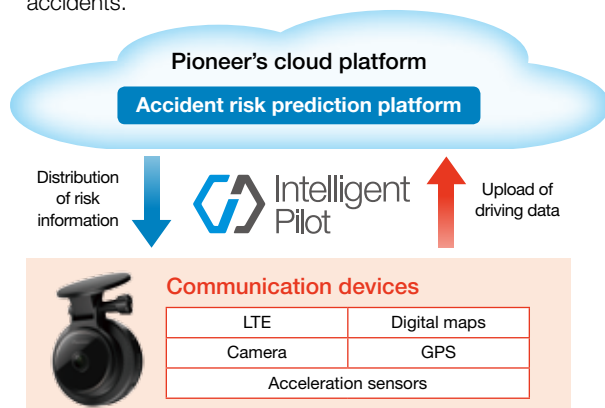 accidents.
Pioneer's cloud platform
Accident risk prediction platform
Distribution
of risk
information
Intelligent
Pilot
Upload of
driving data
Communication devices
LTE
Digital maps
Camera
GPS
Acceleration sensors